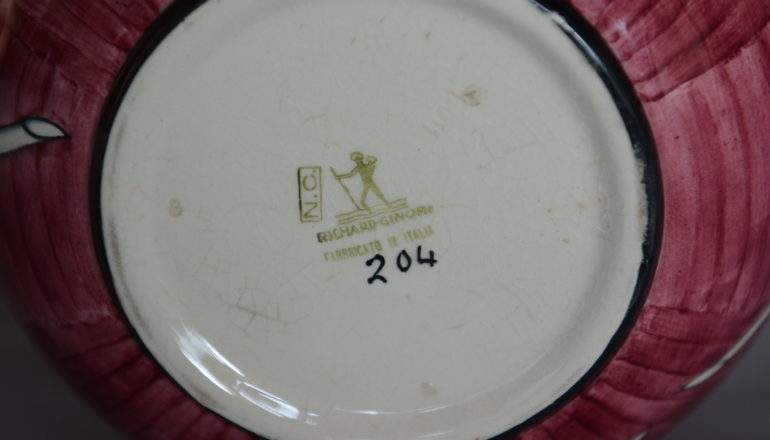 N.C.
RICHARD-GINORI
FABBRICATO IN ITALIA
204